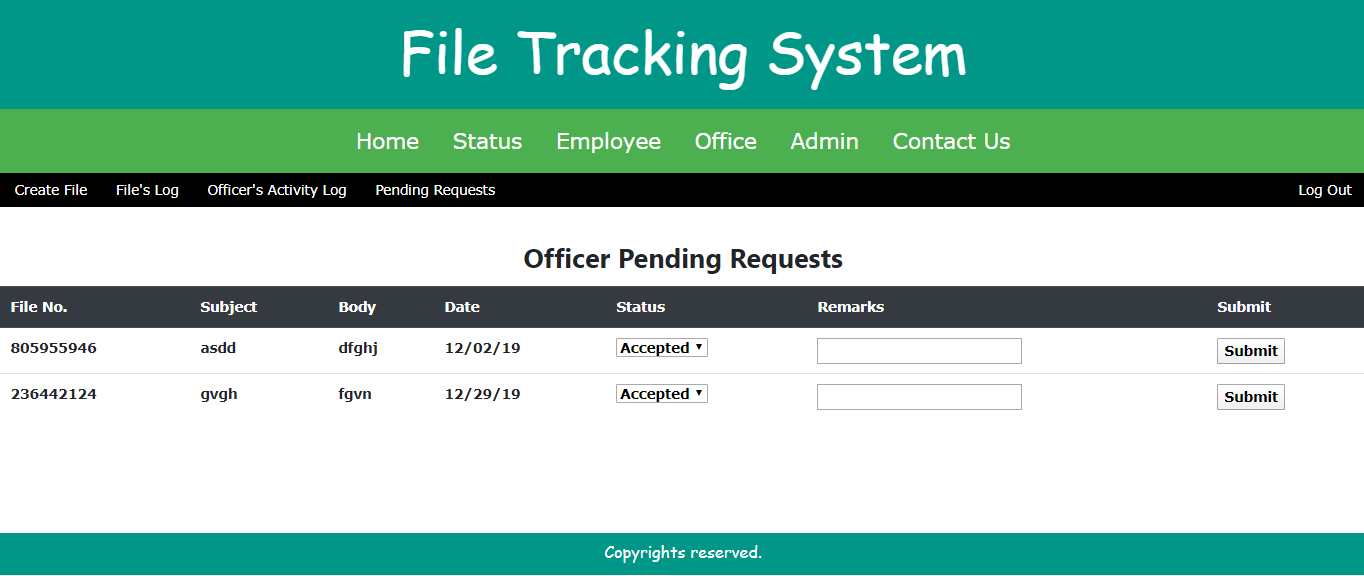 File Tracking System
Home Status Employee Office Admin Contact Us
Create File File's Log Officer's Activity Log Pending Requests Log Out
Officer Pending Requests
File No. Subject Body Date Status Remarks Submit
805955946 asdd dfghj 12/02/19 Accepted Submit
236442124 gvgh fgvn 12/29/19 Accepted Submit
Copyrights reserved.